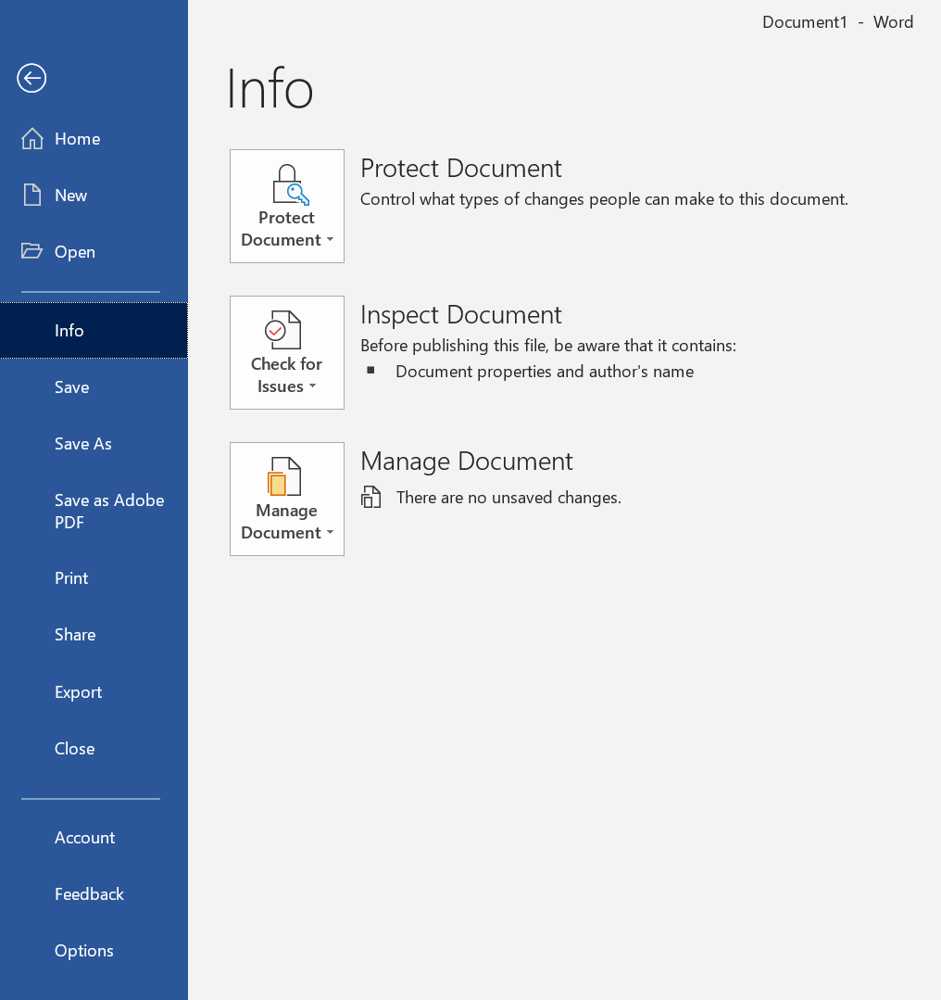 Document1 - Word
Info
Home
New
Open
Info
Save
Save As
Save as Adobe
PDF
Print
Share
Export
Close
Account
Feedback
Options
Protect
Document
Protect Document
Control what types of changes people can make to this document.
Check for
Issues
Inspect Document
Before publishing this file, be aware that it contains:
Document properties and author's name
Manage
Document
Manage Document
There are no unsaved changes.